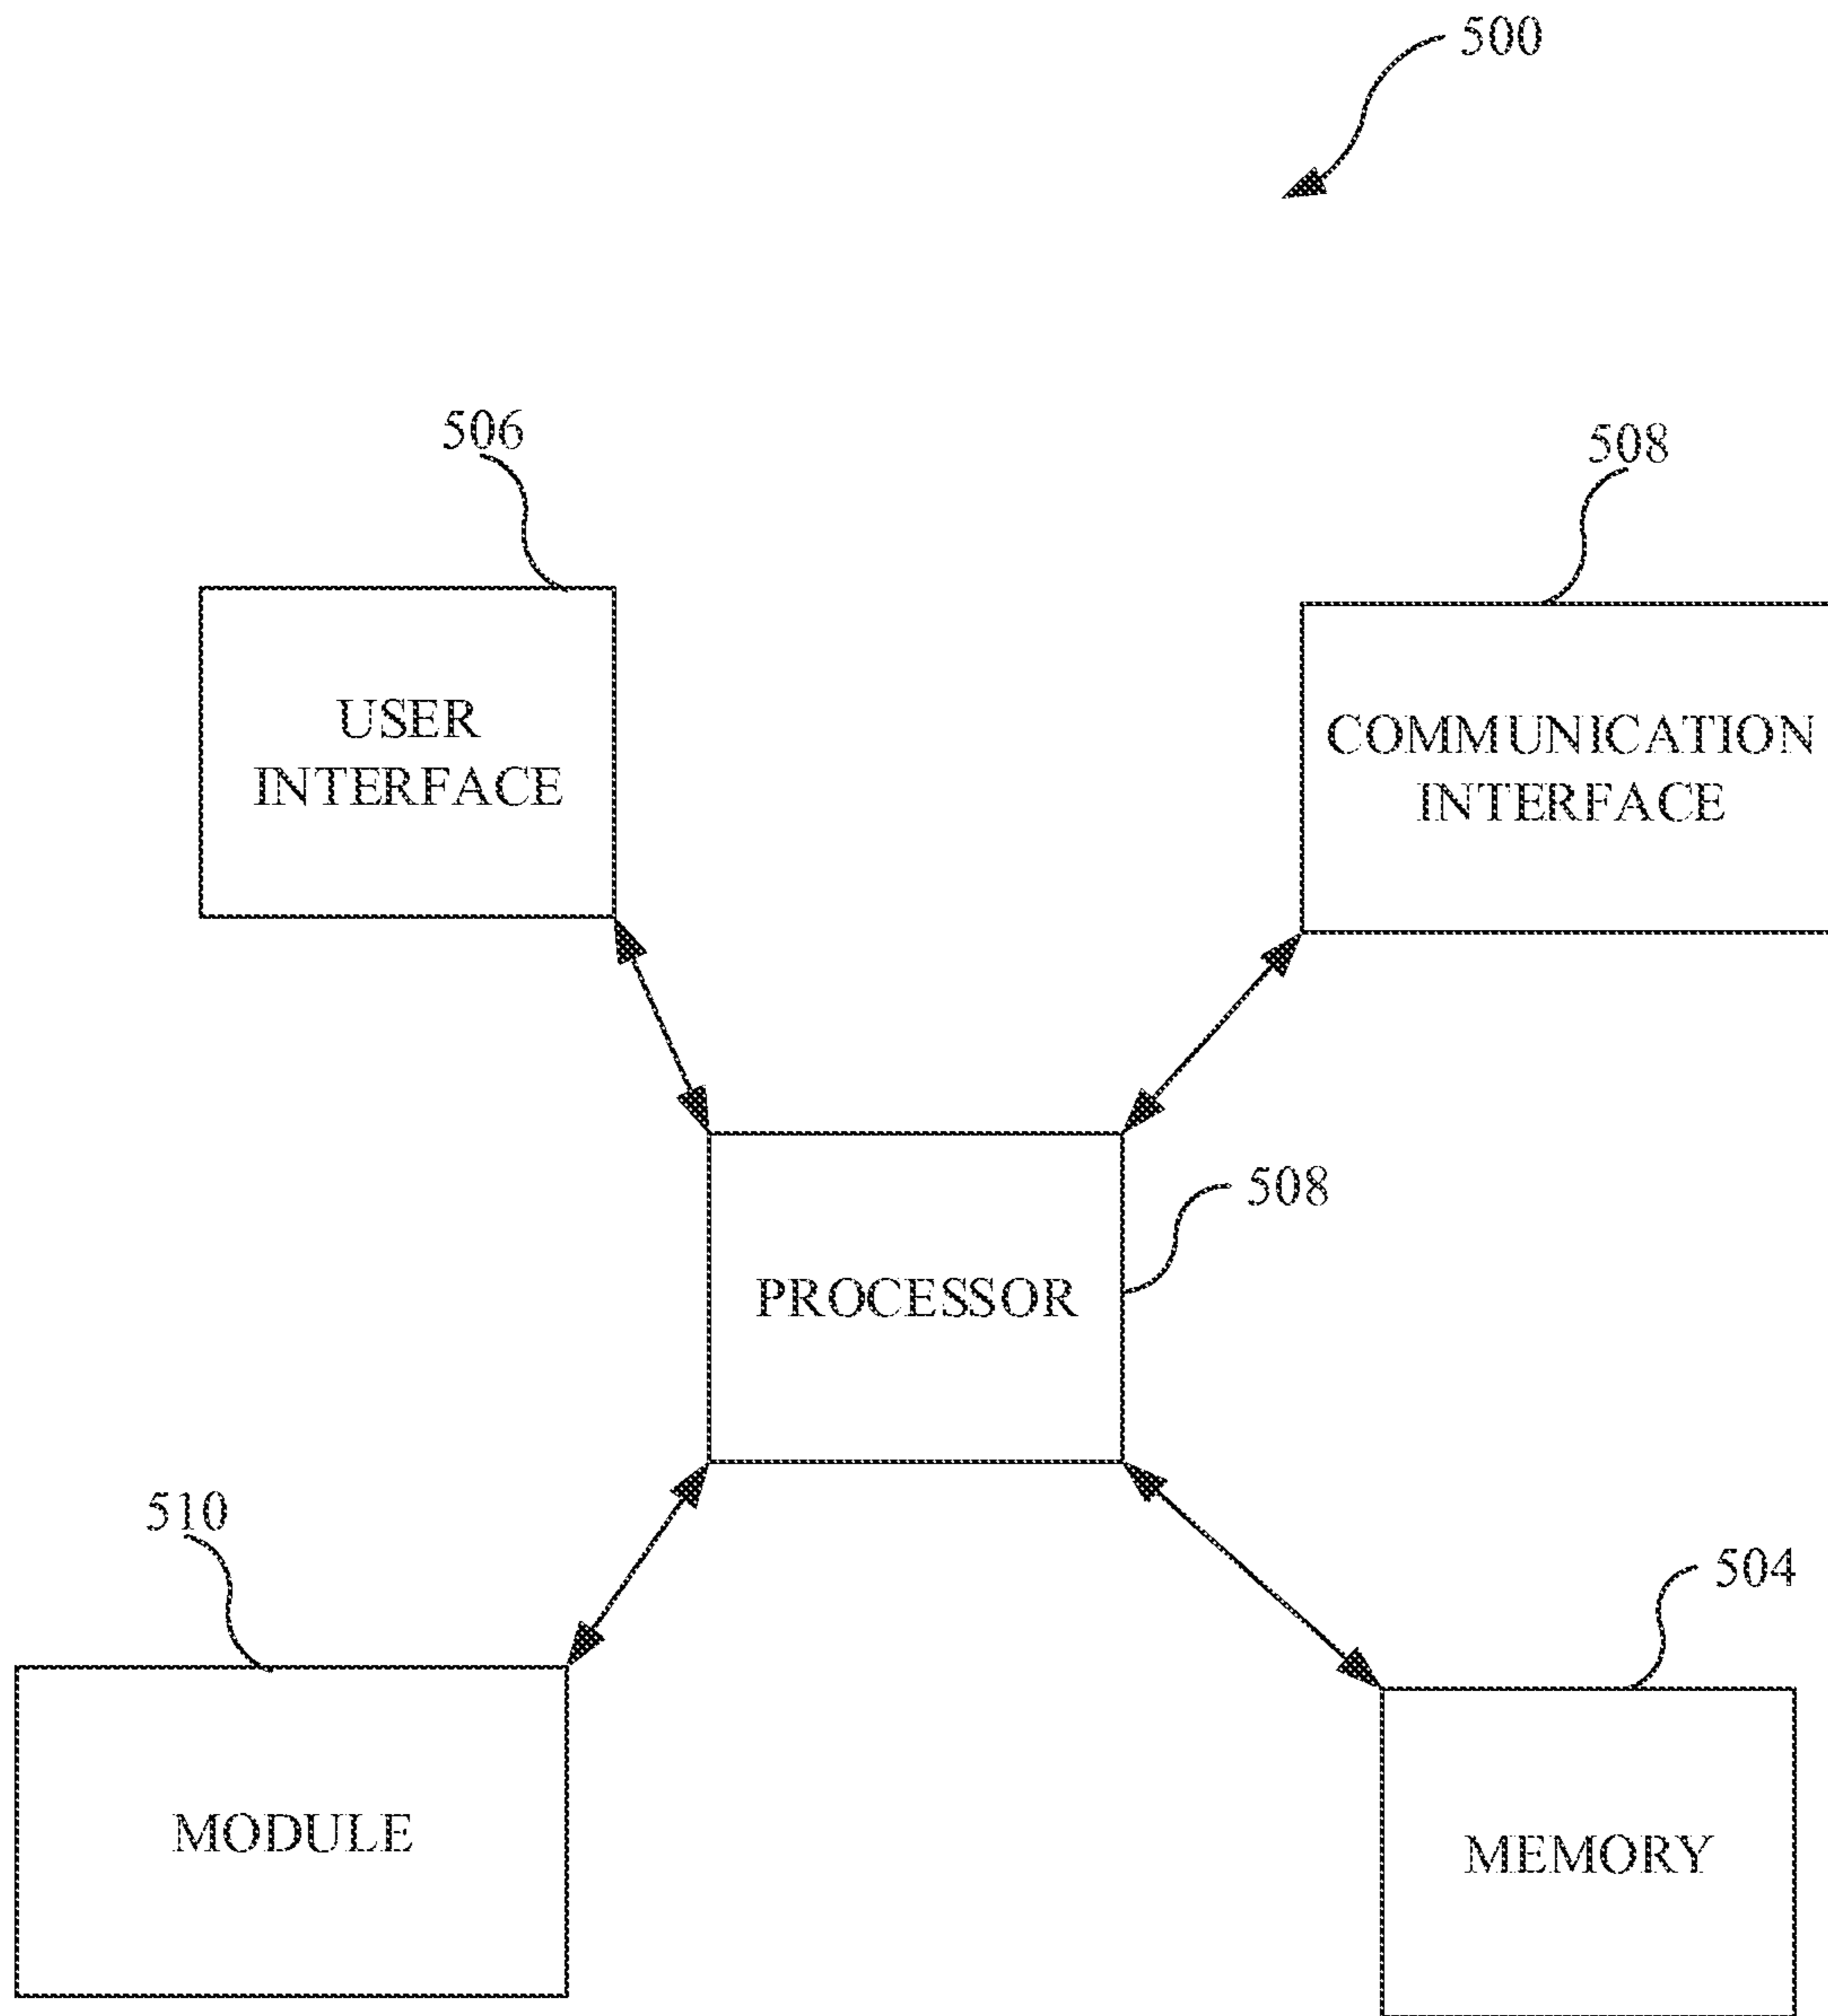 500
506
508
USER
INTERFACE
COMMUNICATION
INTERFACE
508
PROCESSOR
510
504
MODULE
MEMORY